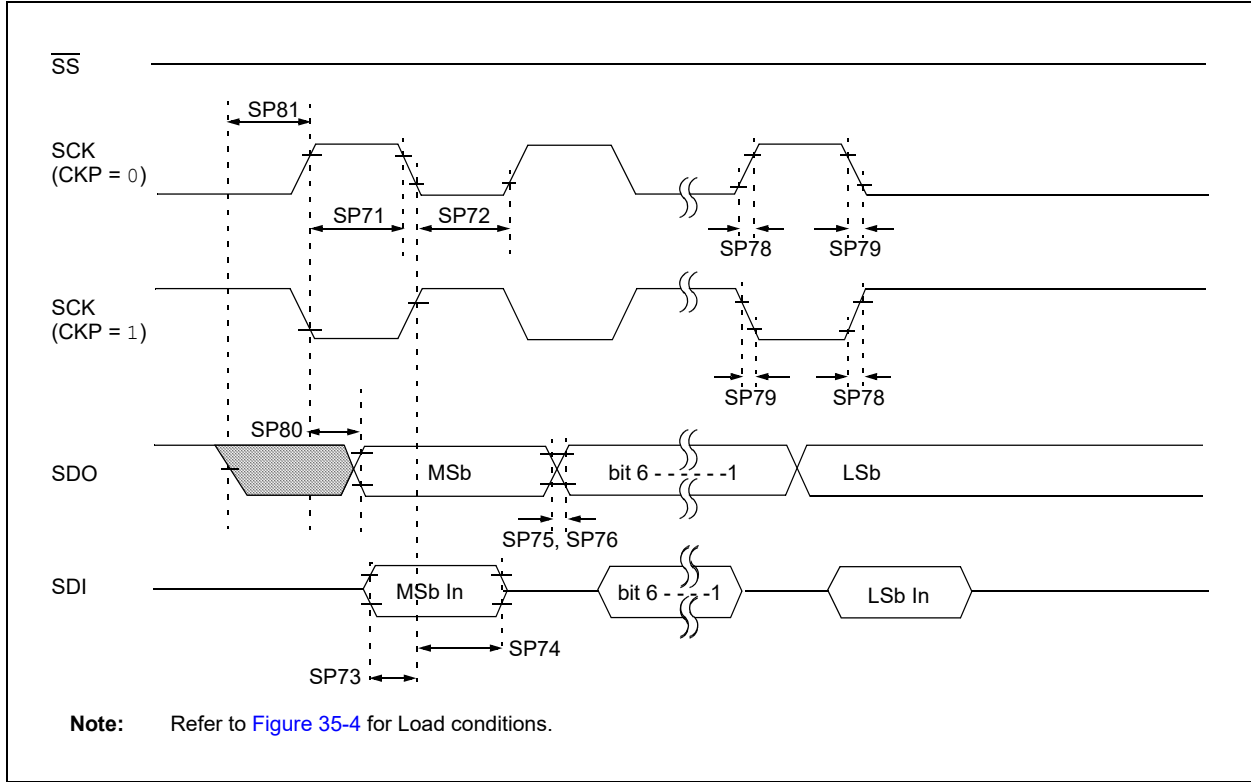 SS
SP81
SCK
(CKP = 0)
SP71
SP72
SP78
SP79
SCK
(CKP = 1)
SP79
SP78
SP80
SDO
MSb
bit 6 - - - - - - -1
LSb
SP75, SP76
SDI
MSb In
bit 6 - - - - -1
LSb In
SP74
SP73
Note: Refer to Figure 35-4 for Load conditions.